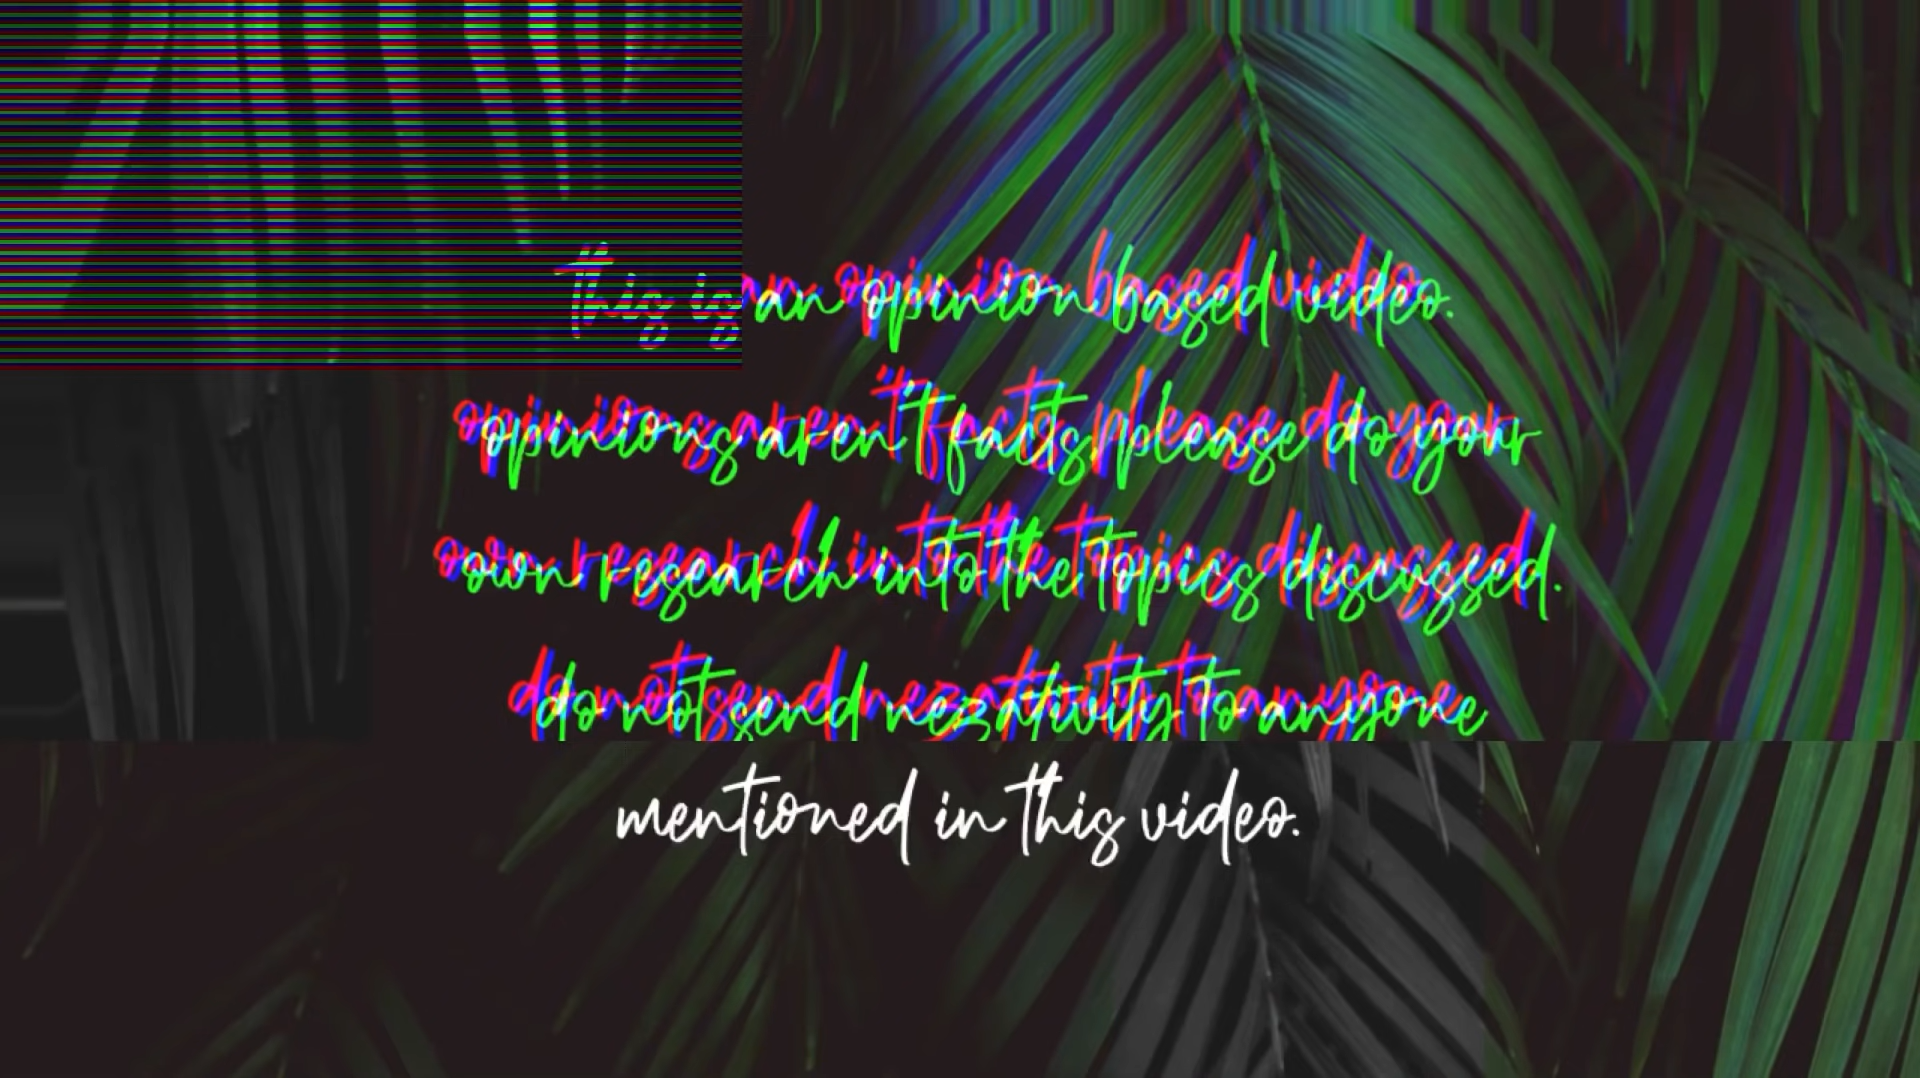 this is an opinion based video.
opinions aren't facts, please do your
own research into the topics discussed.
do not send negativity to anyone
mentioned in this video.